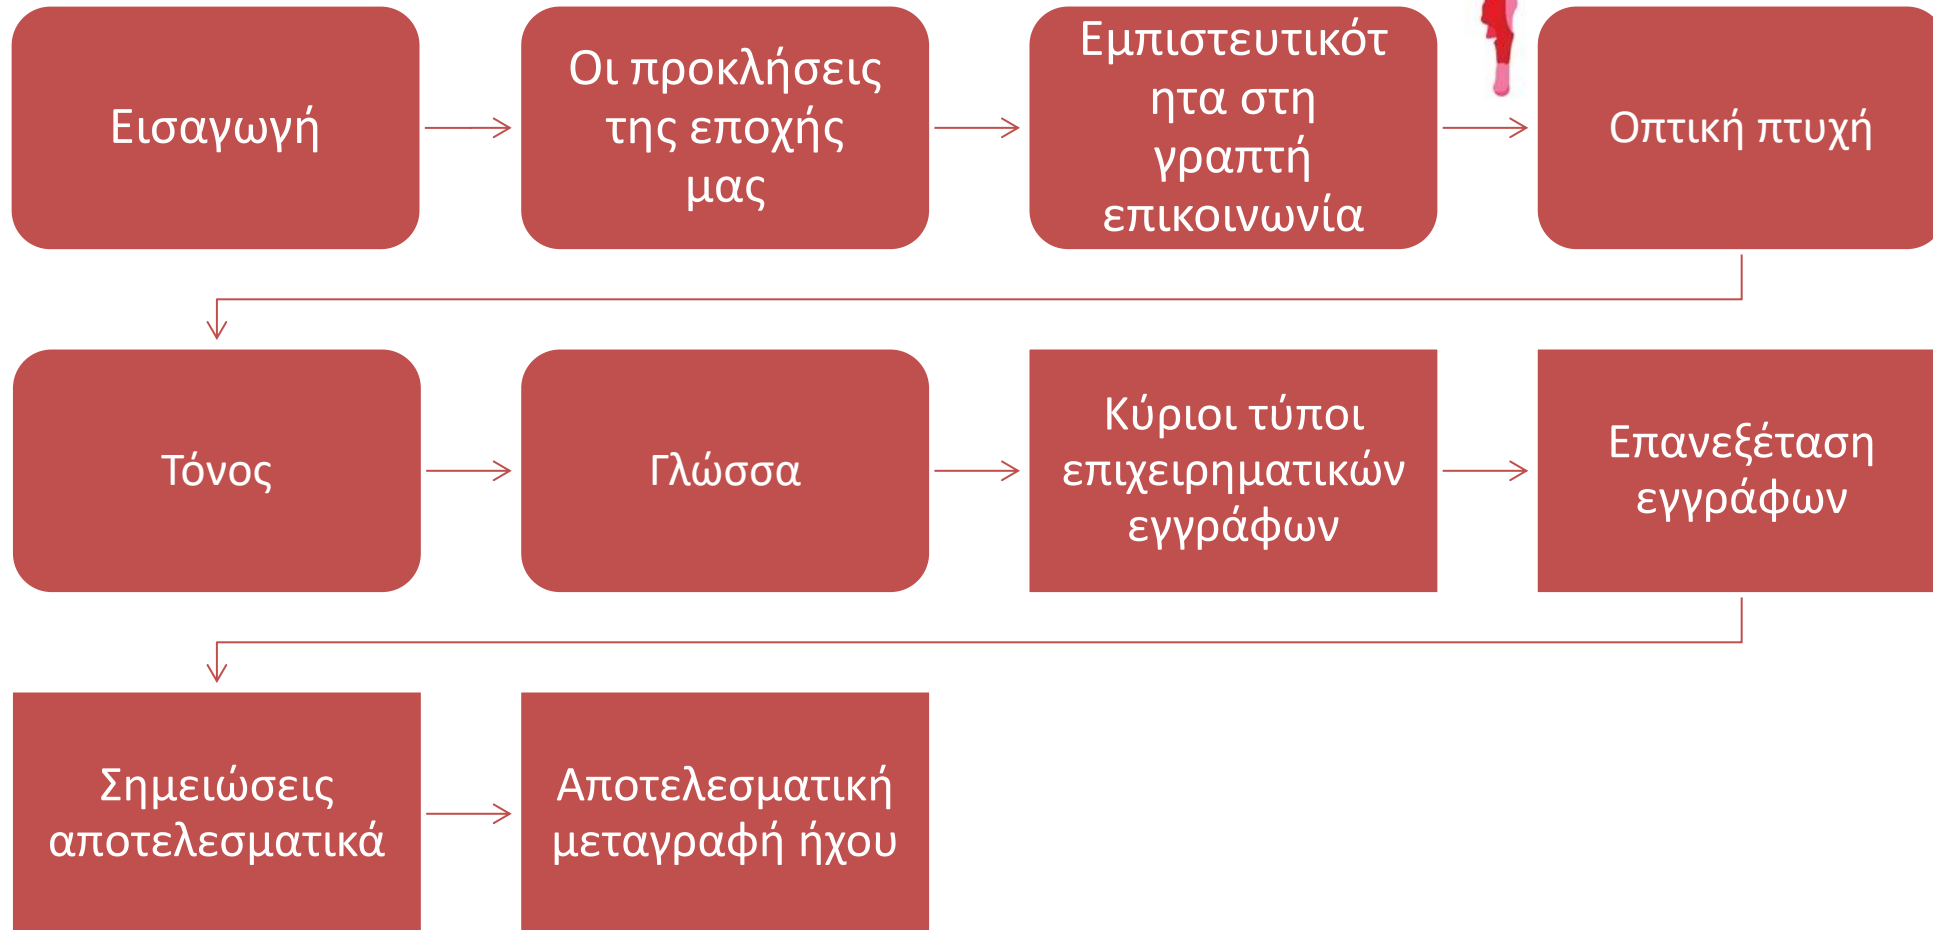 Εισαγωγή
Οι προκλήσεις
της εποχής
μας
Εμπιστευτικότ
ητα στη
γραπτή
επικοινωνία
Οπτική πτυχή
Τόνος
Γλώσσα
Κύριοι τύποι
επιχειρηματικών
εγγράφων
Επανεξέταση
εγγράφων
Σημειώσεις
αποτελεσματικά
Αποτελεσματική
μεταγραφή ήχου